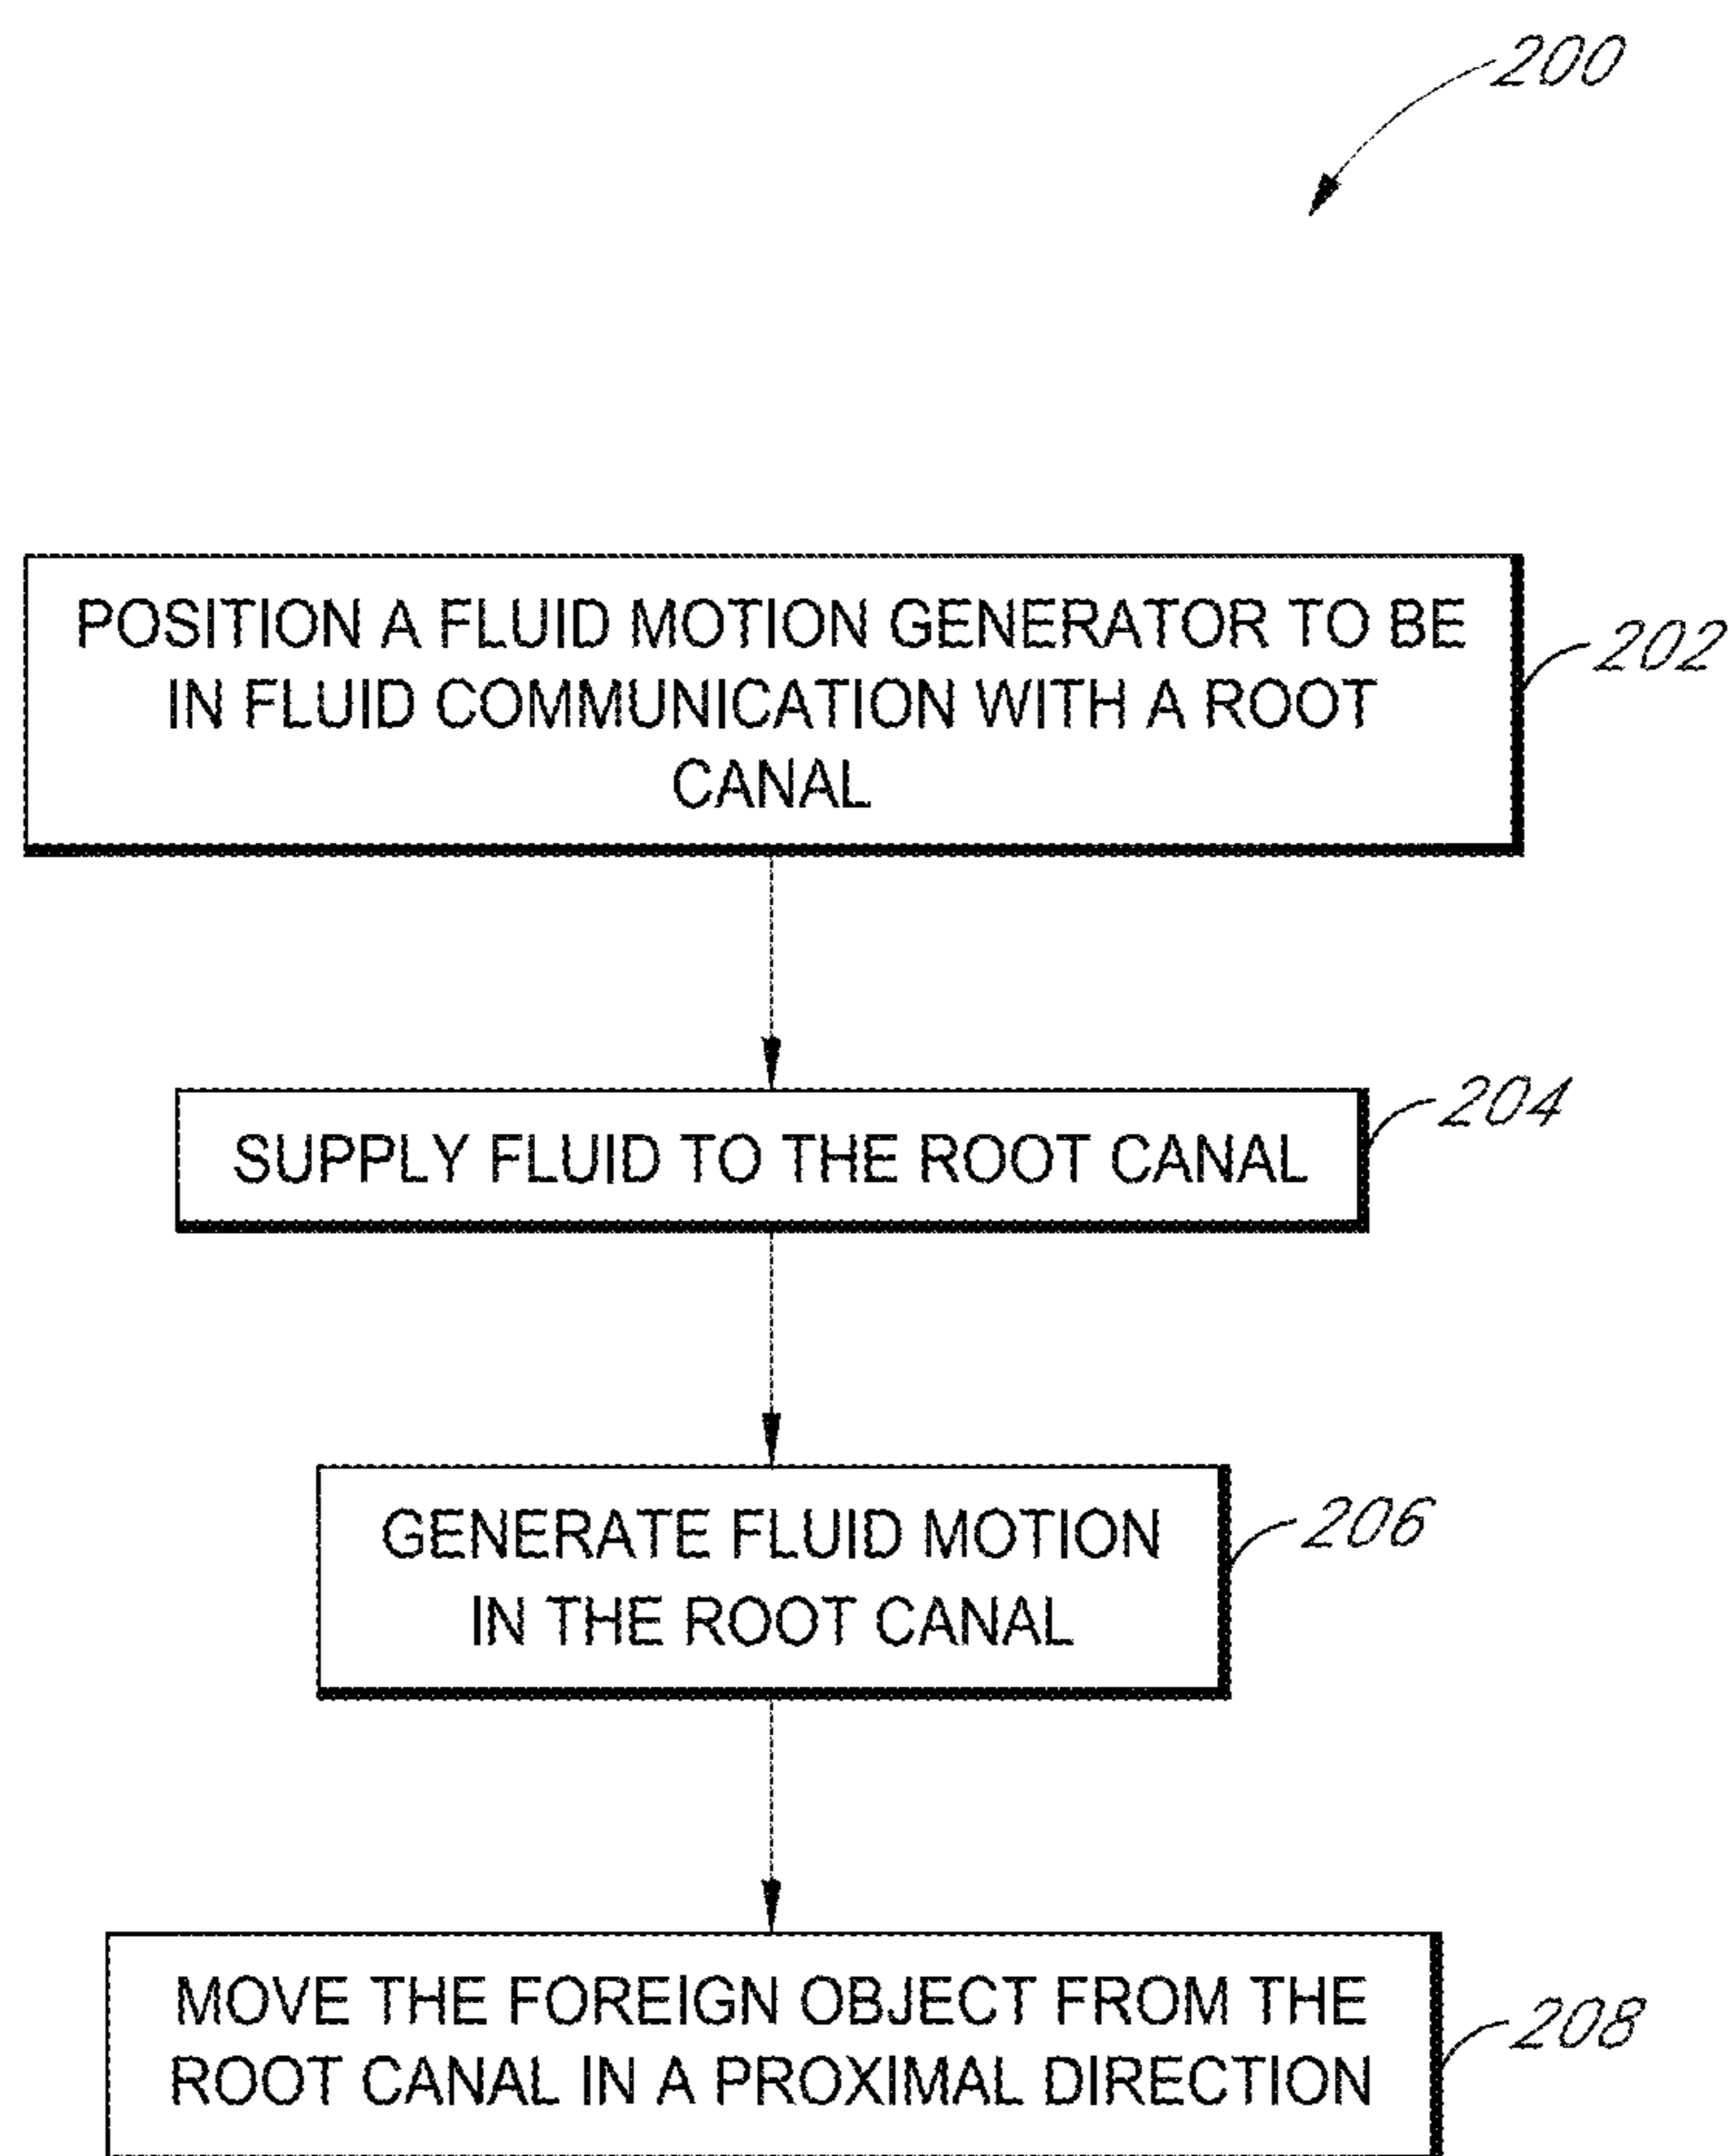 200
POSITION A FLUID MOTION GENERATOR TO BE
IN FLUID COMMUNICATION WITH A ROOT
CANAL
202
SUPPLY FLUID TO THE ROOT CANAL
204
GENERATE FLUID MOTION
IN THE ROOT CANAL
206
MOVE THE FOREIGN OBJECT FROM THE
ROOT CANAL IN A PROXIMAL DIRECTION
208